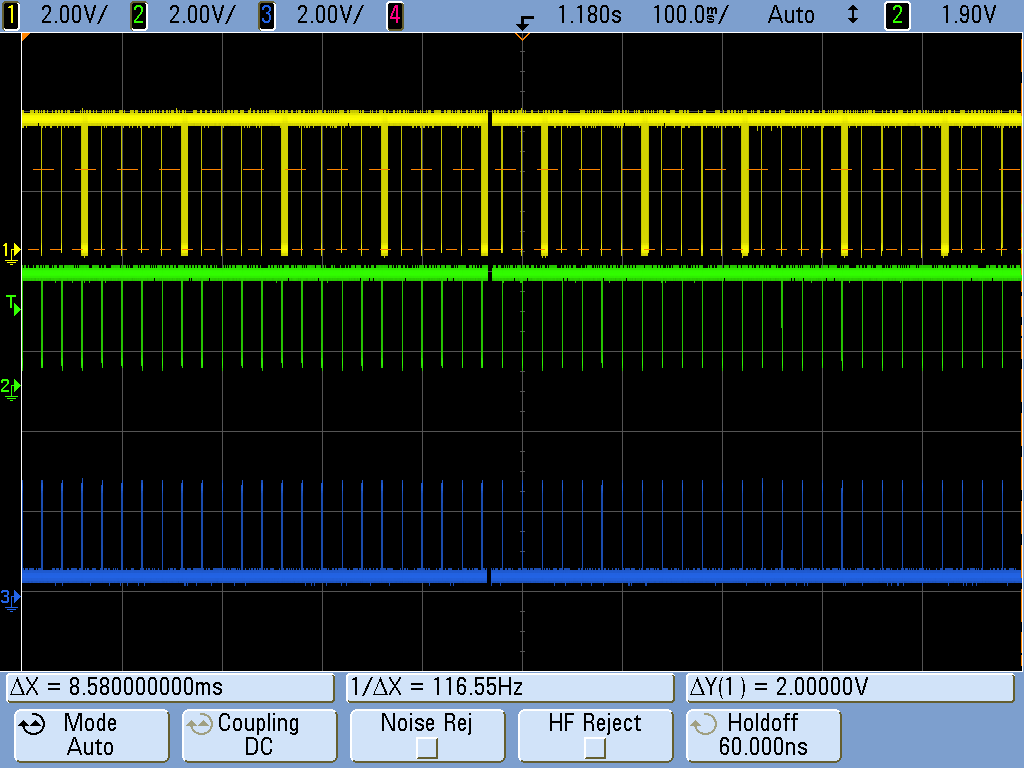 1 2.00V/ 2 2.00V/ 3 2.00V/ 4 1.180s 100.0ms/ Auto 2 1.90V
1
T
2
3
ΔX = 8.580000000ms 1/ΔX = 116.55Hz ΔY(1) = 2.00000V
Mode Coupling Noise Rej HF Reject Holdoff
Auto DC 60.000ns